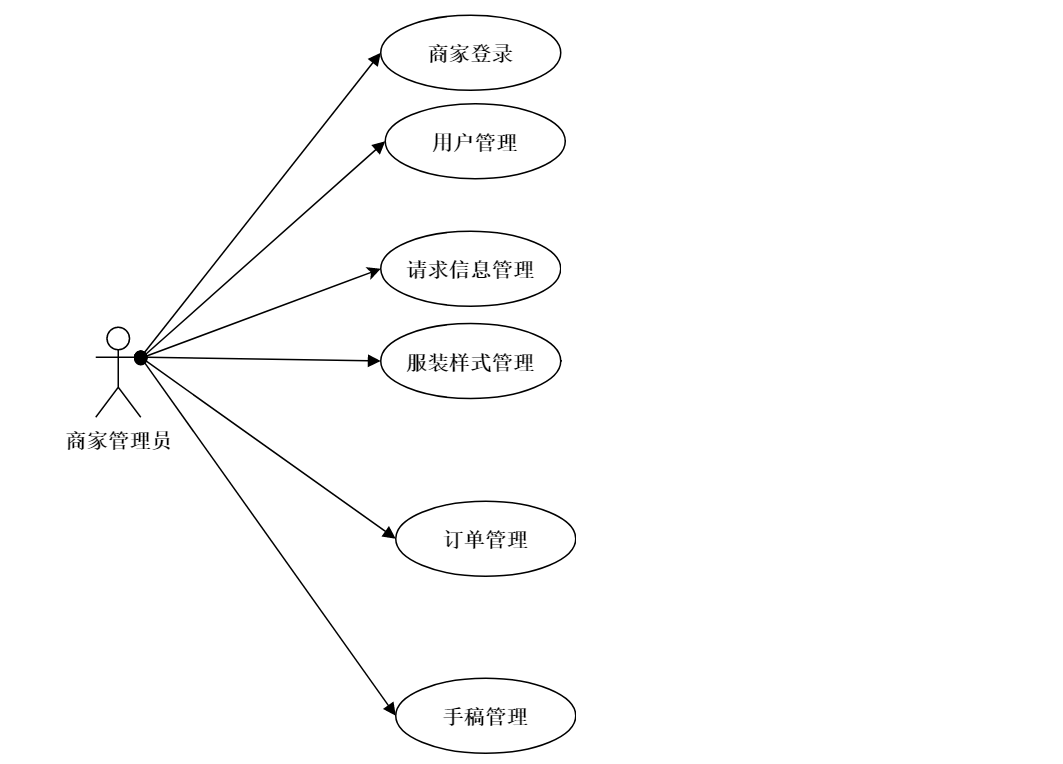 商家登录
用户管理
请求信息管理
服装样式管理
商家管理员
订单管理
手稿管理